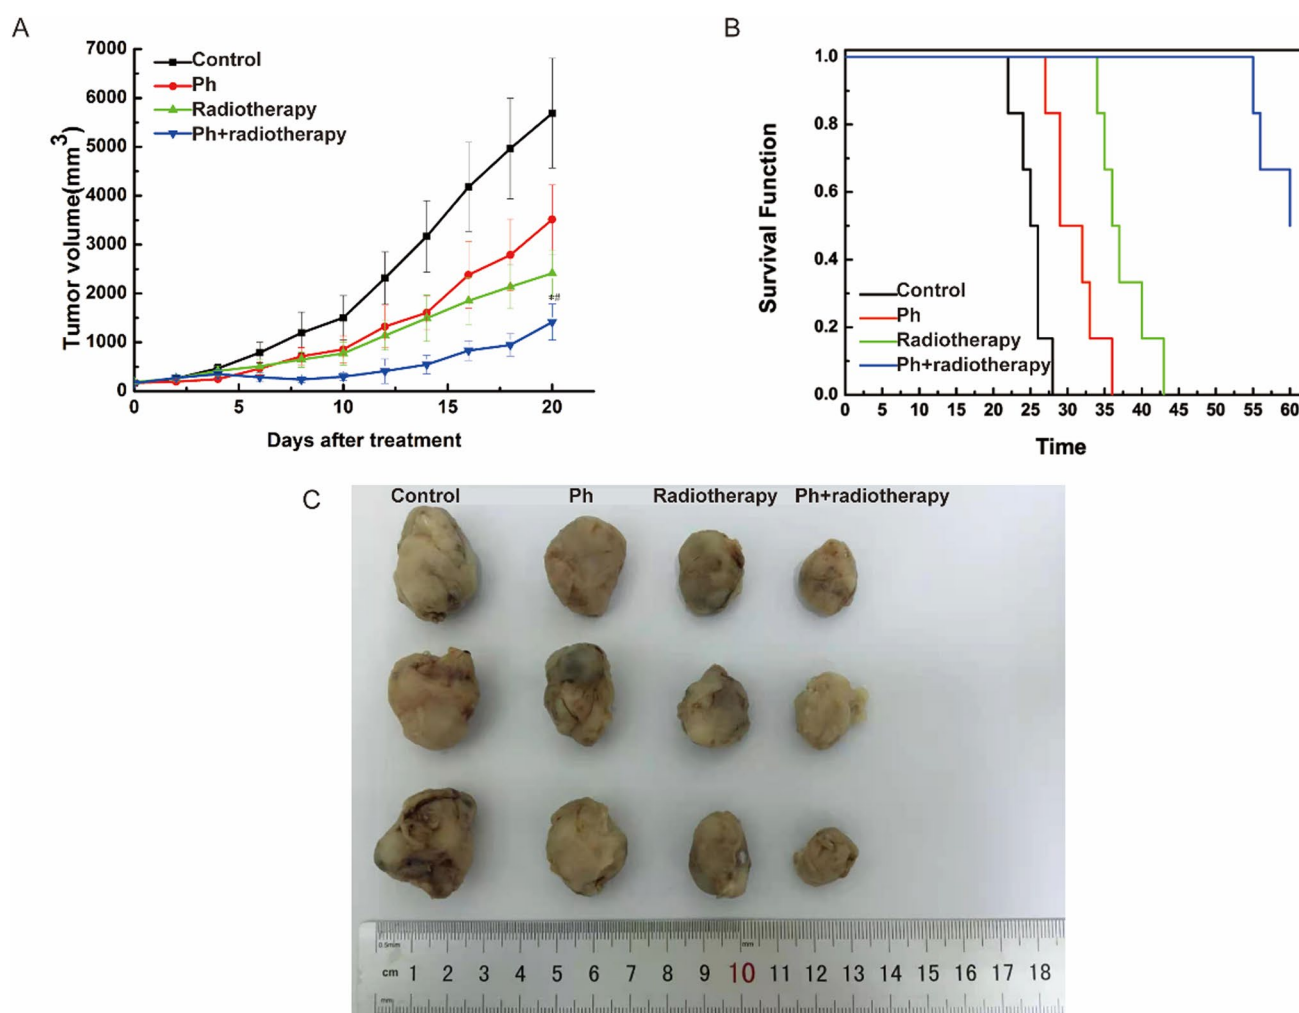 A
Tumor volume(mm3)
7000
6000
5000
4000
3000
2000
1000
0
Control
Ph
Radiotherapy
Ph+radiotherapy
*#
0 5 10 15 20
Days after treatment
B
Survival Function
1.0
0.8
0.6
0.4
0.2
0.0
Control
Ph
Radiotherapy
Ph+radiotherapy
0 5 10 15 20 25 30 35 40 45 50 55 60
Time
C
Control Ph Radiotherapy Ph+radiotherapy
0.5mm mm
cm 1 2 3 4 5 6 7 8 9 10 11 12 13 14 15 16 17 18
mm